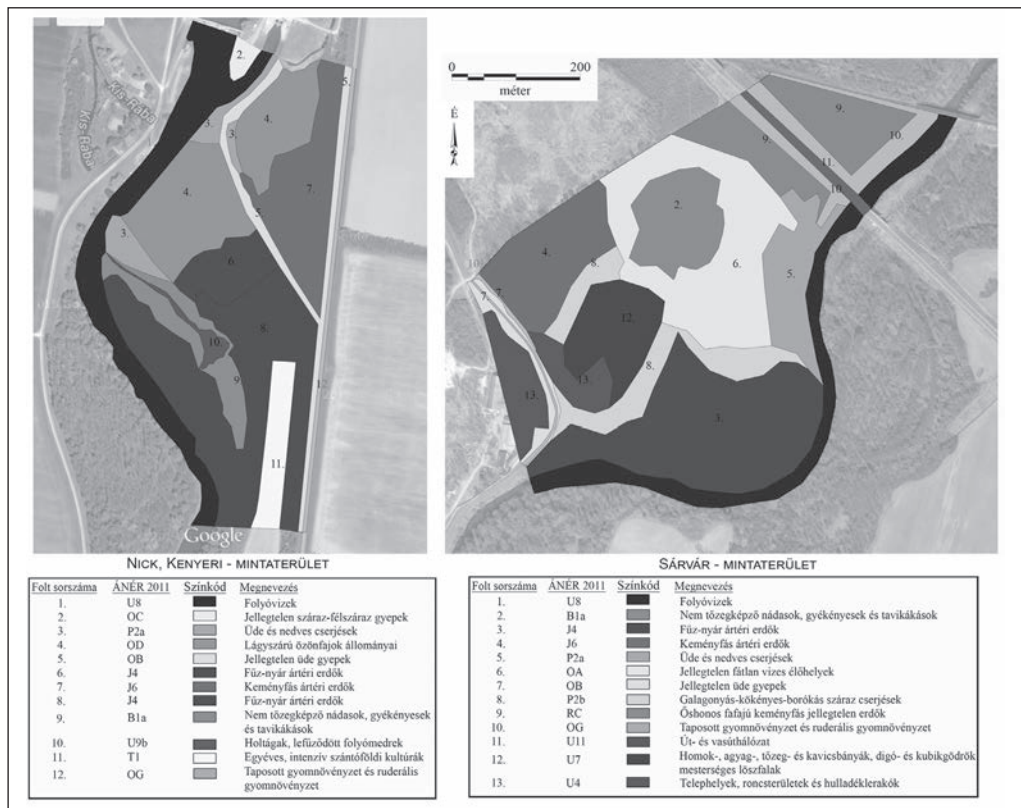 Kis-Rába
Kis-Rába
2.
5.
3.
3.
4.
4.
7.
5.
3.
6.
8.
10.
9.
12.
11.
Google
0 200
méter
É
9.
10.
9.
11.
10.
2.
4.
8.
6.
5.
10.
7.
7.
12.
8.
13.
13.
3.
NICK, KENYERI - MINTATERÜLET
Folt sorszáma ÁNÉR 2011 Színkód Megnevezés
1. U8 Folyóvizek
2. OC Jellegtelen száraz-félszáraz gyepek
3. P2a Üde és nedves cserjések
4. OD Lágyszárú özönfajok állományai
5. OB Jellegtelen üde gyepek
6. J4 Fűz-nyár ártéri erdők
7. J6 Keményfás ártéri erdők
8. J4 Fűz-nyár ártéri erdők
9. B1a Nem tőzegképző nádasok, gyékényesek
és tavikákások
10. U9b Holtágak, lefűződött folyómedrek
11. T1 Egyéves, intenzív szántóföldi kultúrák
12. OG Taposott gyomnövényzet és ruderális
gyomnövényzet
SÁRVÁR - MINTATERÜLET
Folt sorszáma ÁNÉR 2011 Színkód Megnevezés
1. U8 Folyóvizek
2. B1a Nem tőzegképző nádasok, gyékényesek és tavikákások
3. J4 Fűz-nyár ártéri erdők
4. J6 Keményfás ártéri erdők
5. P2a Üde és nedves cserjések
6. OA Jellegtelen fátlan vizes élőhelyek
7. OB Jellegtelen üde gyepek
8. P2b Galagonyás-kökényes-borókás száraz cserjések
9. RC Őshonos fafajú keményfás jellegtelen erdők
10. OG Taposott gyomnövényzet és ruderális gyomnövényzet
11. U11 Út- és vasúthálózat
12. U7 Homok-, agyag-, tőzeg- és kavicsbányák, digó- és kubikgödrök
mesterséges löszfalak
13. U4 Telephelyek, roncsterületek és hulladéklerakók